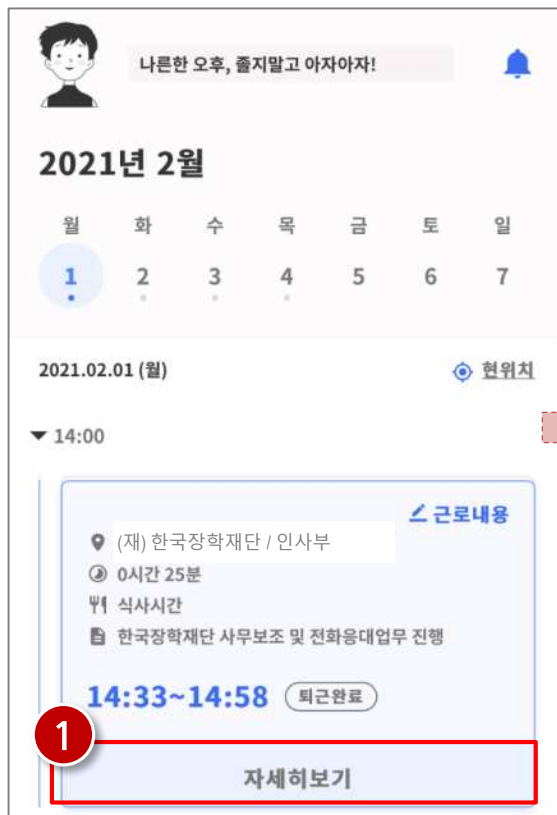 나른한 오후, 졸지말고 아자아자!
2021년 2월
월 화 수 목 금 토 일
1 2 3 4 5 6 7
2021.02.01 (월) 현위치
14:00
근로내용
(재) 한국장학재단 / 인사부
0시간 25분
식사시간
한국장학재단 사무보조 및 전화응대업무 진행
14:33~14:58 퇴근완료
1
자세히보기